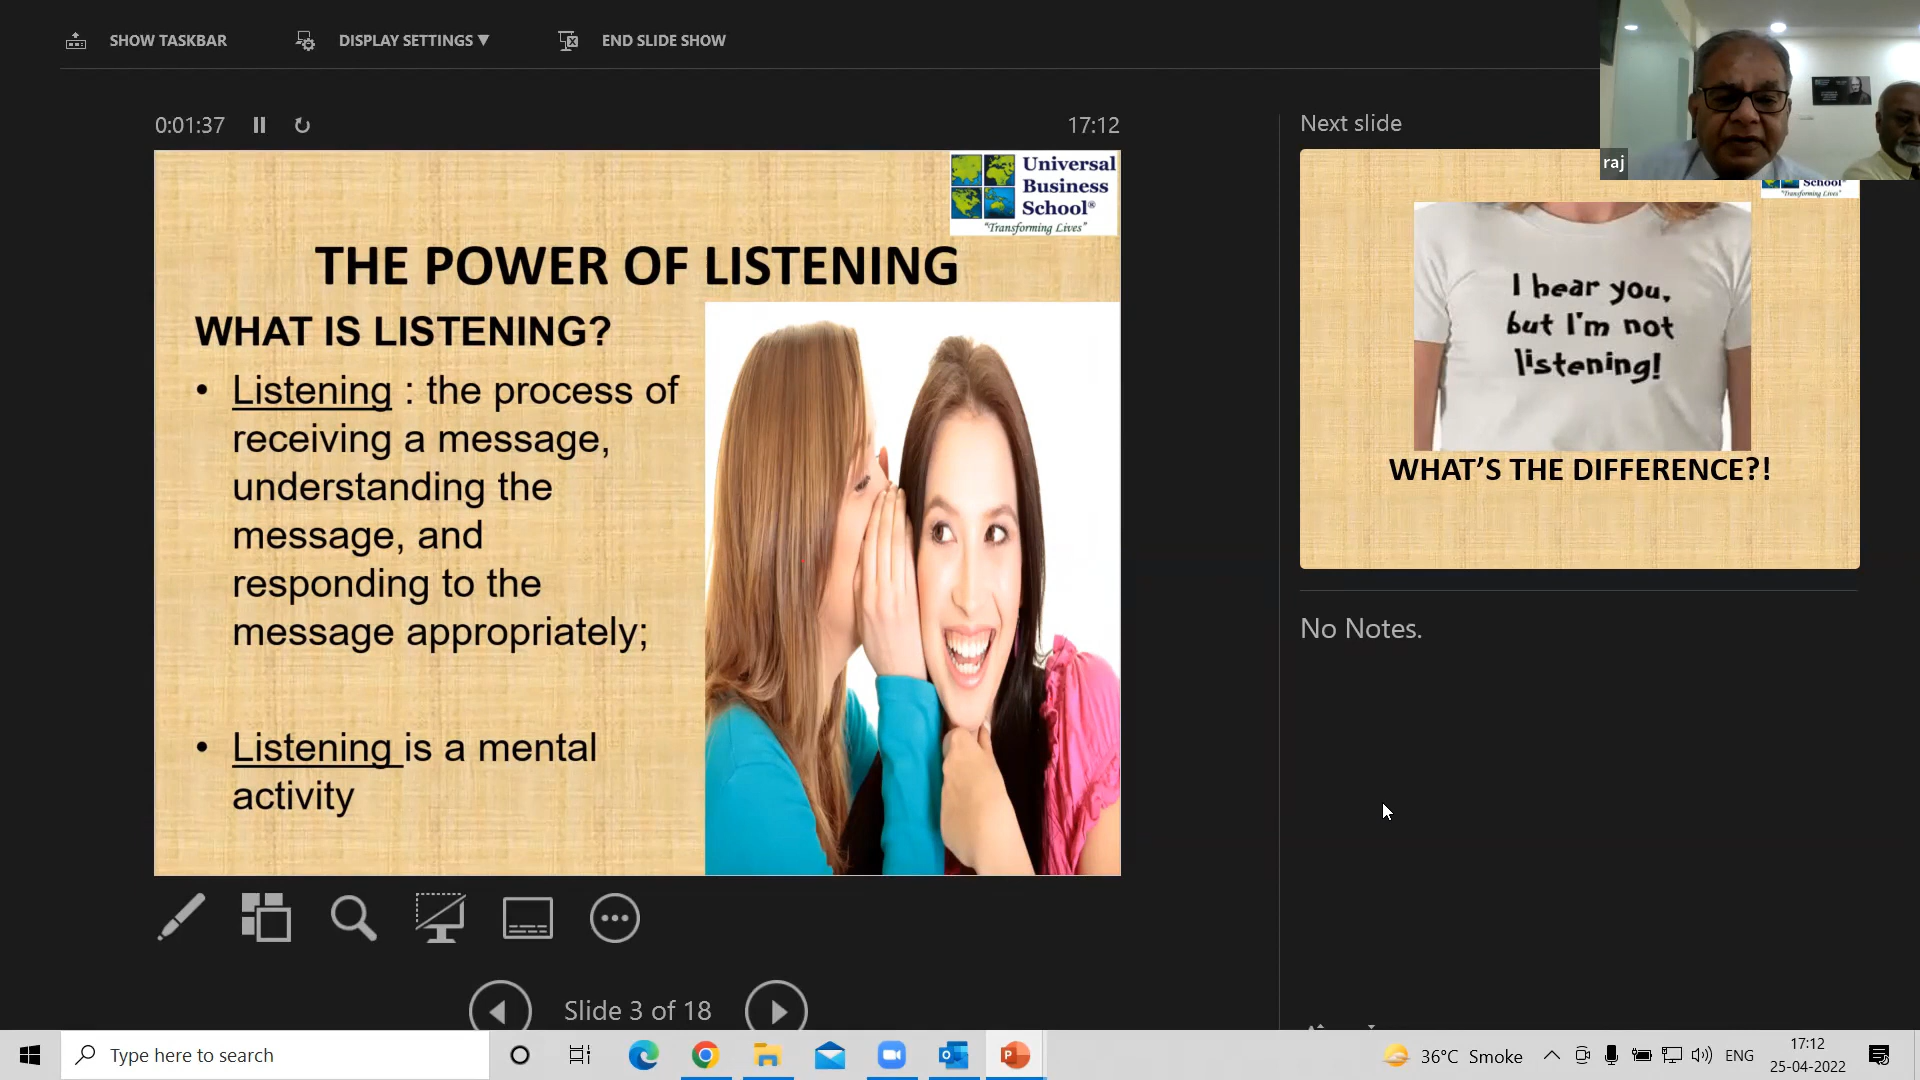 SHOW TASKBAR
DISPLAY SETTINGS ▼
END SLIDE SHOW
0:01:37
17:12
Universal
Business
School®
"Transforming Lives"
THE POWER OF LISTENING
WHAT IS LISTENING?
• Listening : the process of
receiving a message,
understanding the
message, and
responding to the
message appropriately;
• Listening is a mental
activity
Slide 3 of 18
Next slide
raj
School®
"Transforming Lives"
I hear you,
but I'm not
listening!
WHAT'S THE DIFFERENCE?!
No Notes.
Type here to search
36°C Smoke
ENG
17:12
25-04-2022